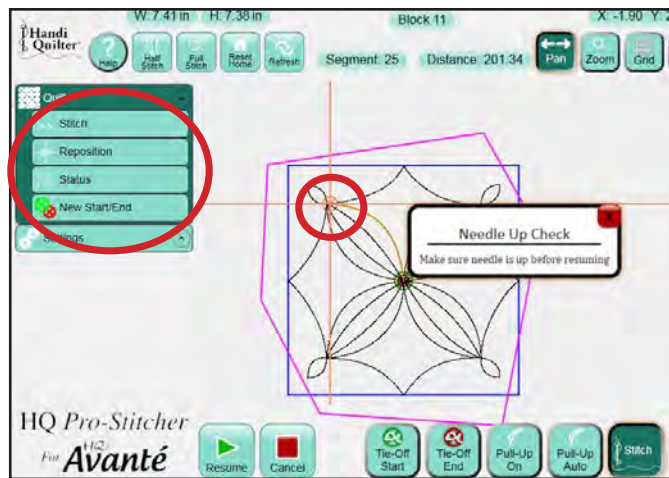 W: 7.41 in H: 7.38 in Block 11 X: -1.90 Y:
Handi
Quilter
Help
Half
Stitch
Full
Stitch
Reset
Home
Refresh
Segment: 25 Distance: 201.34
Pan
Zoom
Grid
Stitch
Reposition
Status
New Start/End
Settings
X
Needle Up Check
Make sure needle is up before resuming
HQ Pro-Stitcher
For HQ Avanté
Resume
Cancel
Tie-Off
Start
Tie-Off
End
Pull-Up
On
Pull-Up
Auto
Stitch